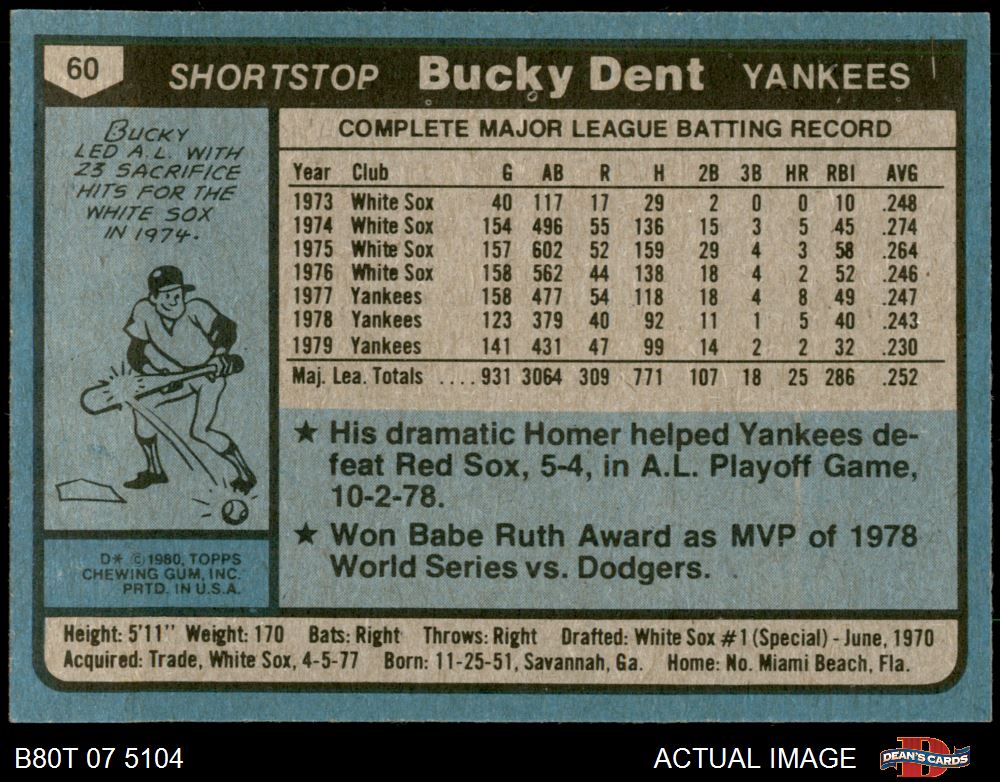 60
SHORTSTOP Bucky Dent YANKEES
BUCKY
LED A.L. WITH
23 SACRIFICE
HITS FOR THE
WHITE SOX
IN 1974.
D* © 1980, TOPPS
CHEWING GUM, INC.
PRTD. IN U.S.A.
COMPLETE MAJOR LEAGUE BATTING RECORD
Year Club G AB R H 2B 3B HR RBI AVG
1973 White Sox 40 117 17 29 2 0 0 10 .248
1974 White Sox 154 496 55 136 15 3 5 45 .274
1975 White Sox 157 602 52 159 29 4 3 58 .264
1976 White Sox 158 562 44 138 18 4 2 52 .246
1977 Yankees 158 477 54 118 18 4 8 49 .247
1978 Yankees 123 379 40 92 11 1 5 40 .243
1979 Yankees 141 431 47 99 14 2 2 32 .230
Maj. Lea. Totals ....931 3064 309 771 107 18 25 286 .252
★ His dramatic Homer helped Yankees de-
feat Red Sox, 5-4, in A.L. Playoff Game,
10-2-78.
★ Won Babe Ruth Award as MVP of 1978
World Series vs. Dodgers.
Height: 5'11" Weight: 170 Bats: Right Throws: Right Drafted: White Sox #1 (Special) - June, 1970
Acquired: Trade, White Sox, 4-5-77 Born: 11-25-51, Savannah, Ga. Home: No. Miami Beach, Fla.
B80T 07 5104
ACTUAL IMAGE
DEAN'S CARDS